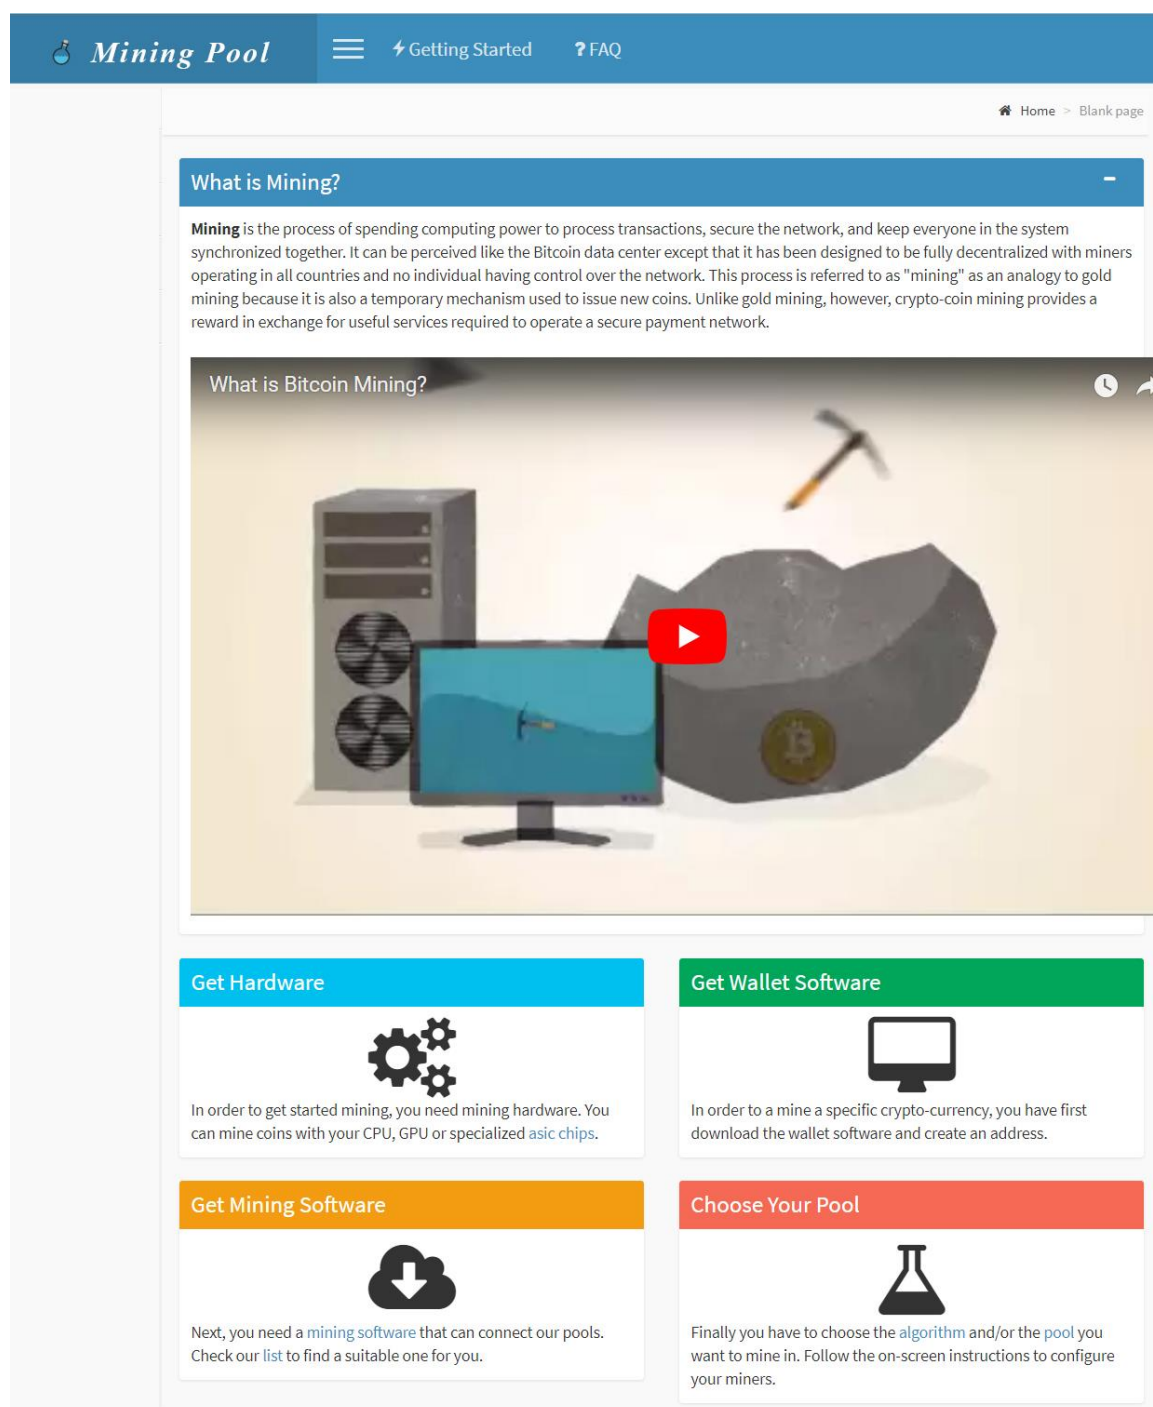 Mining Pool
Getting Started
? FAQ
Home > Blank page
What is Mining?
Mining is the process of spending computing power to process transactions, secure the network, and keep everyone in the system
synchronized together. It can be perceived like the Bitcoin data center except that it has been designed to be fully decentralized with miners
operating in all countries and no individual having control over the network. This process is referred to as "mining" as an analogy to gold
mining because it is also a temporary mechanism used to issue new coins. Unlike gold mining, however, crypto-coin mining provides a
reward in exchange for useful services required to operate a secure payment network.
What is Bitcoin Mining?
Get Hardware
In order to get started mining, you need mining hardware. You
can mine coins with your CPU, GPU or specialized asic chips.
Get Wallet Software
In order to a mine a specific crypto-currency, you have first
download the wallet software and create an address.
Get Mining Software
Next, you need a mining software that can connect our pools.
Check our list to find a suitable one for you.
Choose Your Pool
Finally you have to choose the algorithm and/or the pool you
want to mine in. Follow the on-screen instructions to configure
your miners.